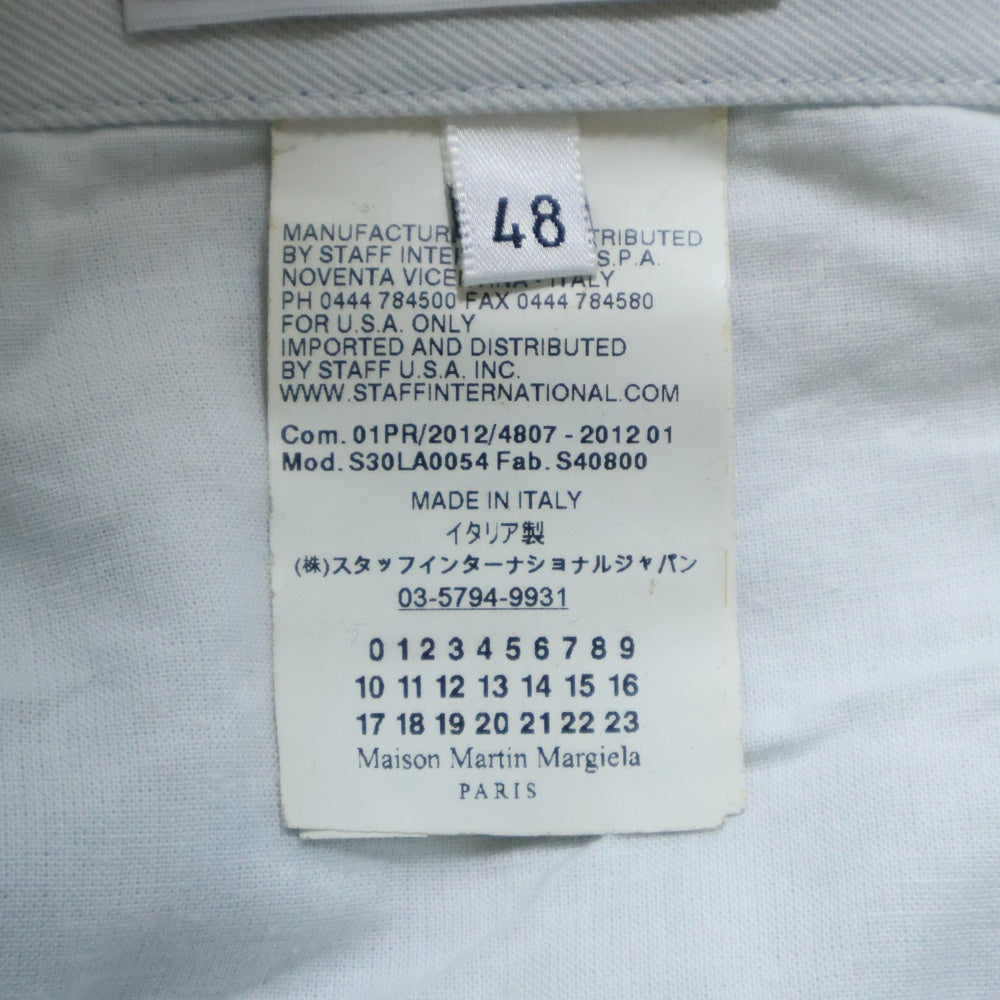 48
MANUFACTUR TRIBUTED
BY STAFF INTE S.P.A.
NOVENTA VICE INA - ITALY
PH 0444 784500 FAX 0444 784580
FOR U.S.A. ONLY
IMPORTED AND DISTRIBUTED
BY STAFF U.S.A. INC.
WWW.STAFFINTERNATIONAL.COM
Com. 01PR/2012/4807 - 2012 01
Mod. S30LA0054 Fab. S40800
MADE IN ITALY
イタリア製
(株)スタッフインターナショナルジャパン
03-5794-9931
0 1 2 3 4 5 6 7 8 9
10 11 12 13 14 15 16
17 18 19 20 21 22 23
Maison Martin Margiela
PARIS